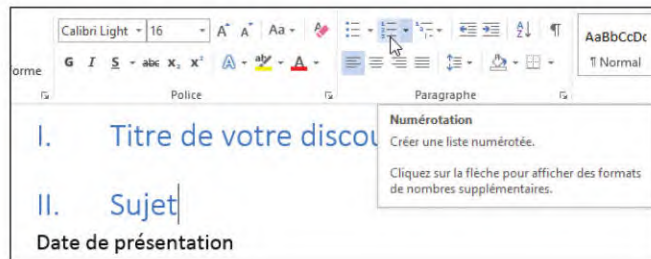 Calibri Light 16 A A Aa AaBbCcDc
orme G I S abc X₂ X² A aby A ¶ Normal
Police Paragraphe
Numérotation
Créer une liste numérotée.
Cliquez sur la flèche pour afficher des formats
de nombres supplémentaires.
I. Titre de votre discou
II. Sujet
Date de présentation